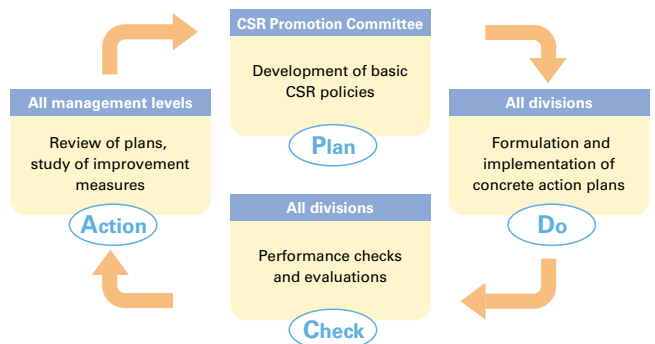 CSR Promotion Committee
Development of basic
CSR policies
Plan
All divisions
Formulation and
implementation of
concrete action plans
Do
All divisions
Performance checks
and evaluations
Check
All management levels
Review of plans,
study of improvement
measures
Action